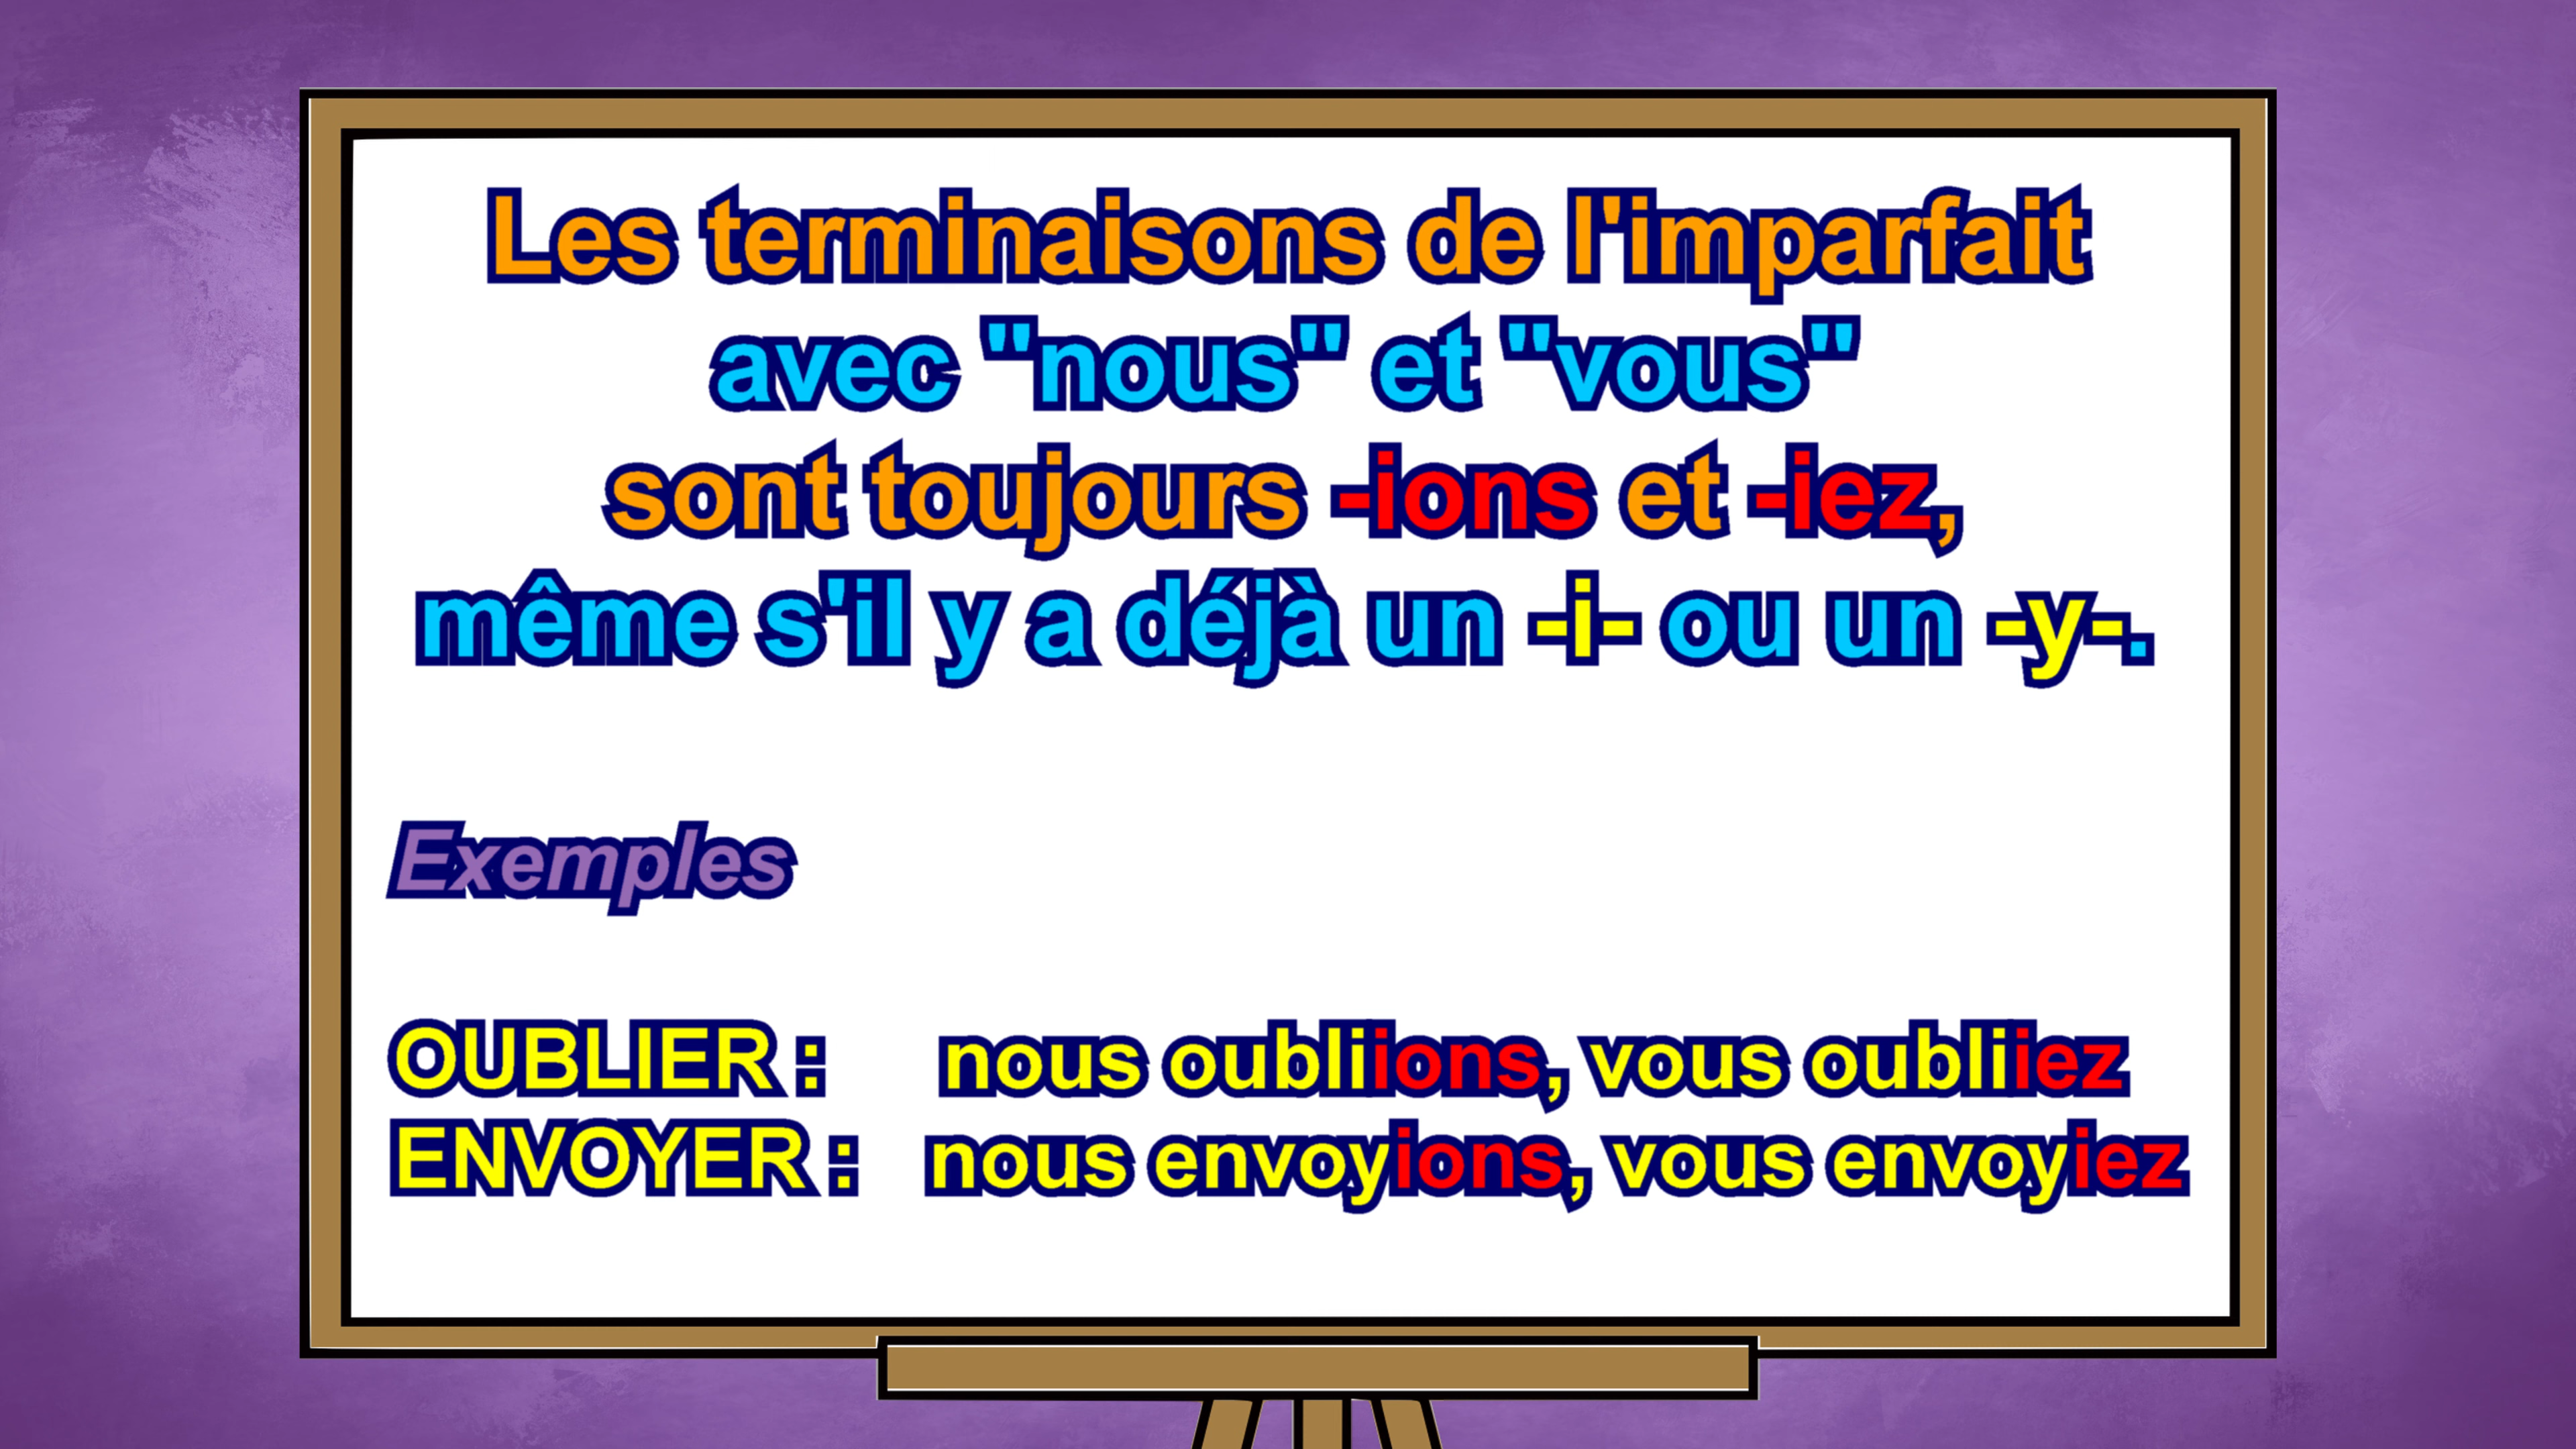 Les terminaisons de l'imparfait
avec "nous" et "vous"
sont toujours -ions et -iez,
même s'il y a déjà un -i- ou un -y-.
Exemples
OUBLIER : nous oubliions, vous oubliiez
ENVOYER : nous envoyions, vous envoyiez